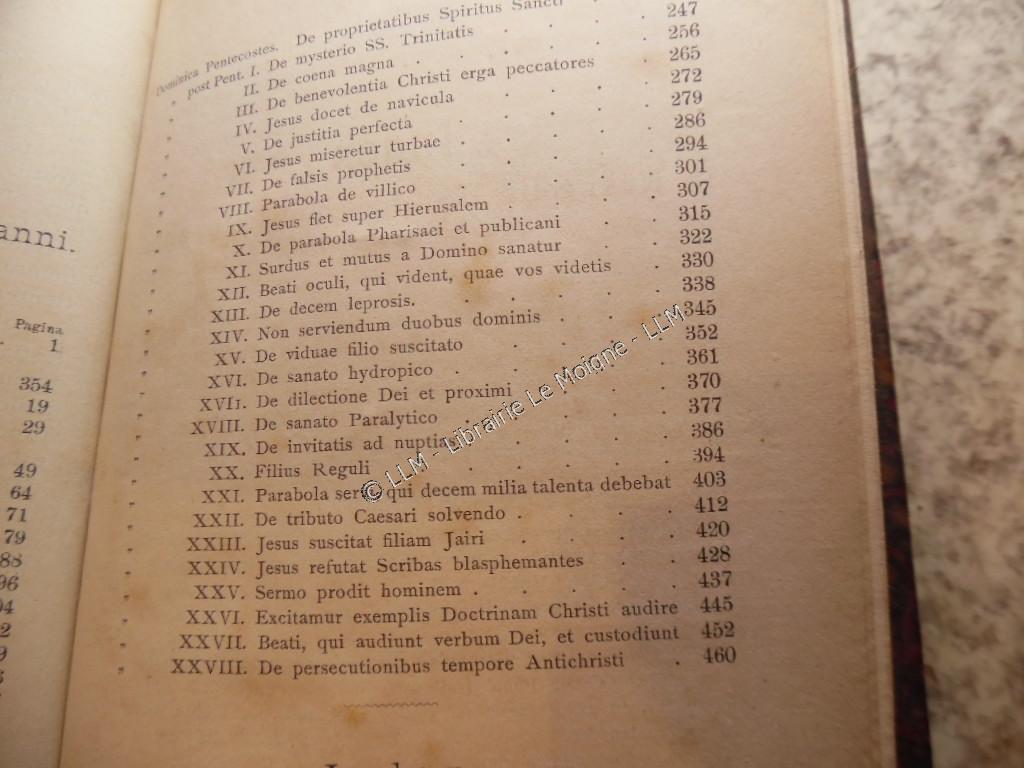 anni.
Pagina
1
354
19
29
49
64
71
79
Dominica Pentecostes. De proprietatibus Spiritus Sancti
" post Pent. I. De mysterio SS. Trinitatis . . . 247
" II. De coena magna . . . . . 256
" III. De benevolentia Christi erga peccatores . 265
" IV. Jesus docet de navicula . . . . 272
" V. De justitia perfecta . . . . . 279
" VI. Jesus miseretur turbae . . . . . 286
" VII. De falsis prophetis . . . . . 294
" VIII. Parabola de villico . . . . . 301
" IX. Jesus flet super Hierusalem . . . . 307
" X. De parabola Pharisaei et publicani . . 315
" XI. Surdus et mutus a Domino sanatur . . 322
" XII. Beati oculi, qui vident, quae vos videtis . 330
" XIII. De decem leprosis. . . . . . 338
" XIV. Non serviendum duobus dominis . . . 345
" XV. De viduae filio suscitato . . . . 352
" XVI. De sanato hydropico . . . . . 361
" XVII. De dilectione Dei et proximi . . . 370
" XVIII. De sanato Paralytico . . . . . 377
" XIX. De invitatis ad nuptias . . . . 386
" XX. Filius Reguli . . . . . 394
" XXI. Parabola servi qui decem milia talenta debebat 403
" XXII. De tributo Caesari solvendo . . . . 412
" XXIII. Jesus suscitat filiam Jairi . . . . 420
" XXIV. Jesus refutat Scribas blasphemantes . . 428
" XXV. Sermo prodit hominem . . . . . 437
" XXVI. Excitamur exemplis Doctrinam Christi audire 445
" XXVII. Beati, qui audiunt verbum Dei, et custodiunt 452
" XXVIII. De persecutionibus tempore Antichristi . 460
© LLM - Librairie Le Moigne - LLM